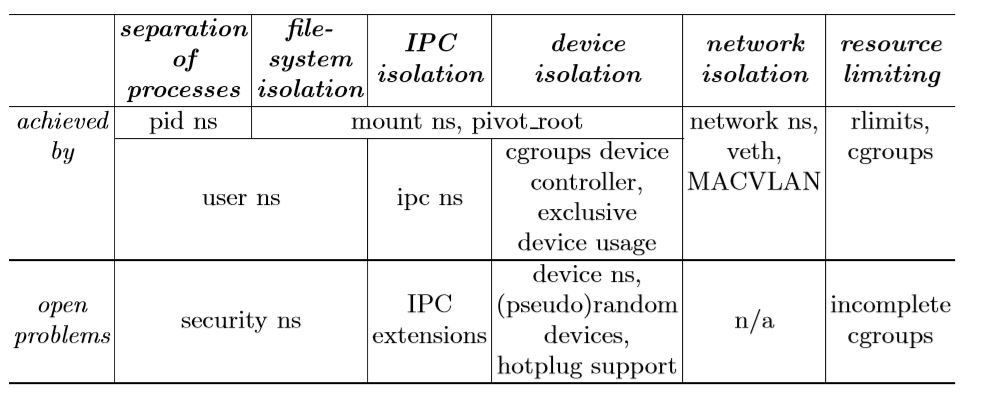 separation of processes
file-system isolation
IPC isolation
device isolation
network isolation
resource limiting
achieved by
pid ns
mount ns, pivot_root
network ns, veth, MACVLAN
rlimits, cgroups
user ns
ipc ns
cgroups device controller, exclusive device usage
open problems
security ns
IPC extensions
device ns, (pseudo)random devices, hotplug support
n/a
incomplete cgroups